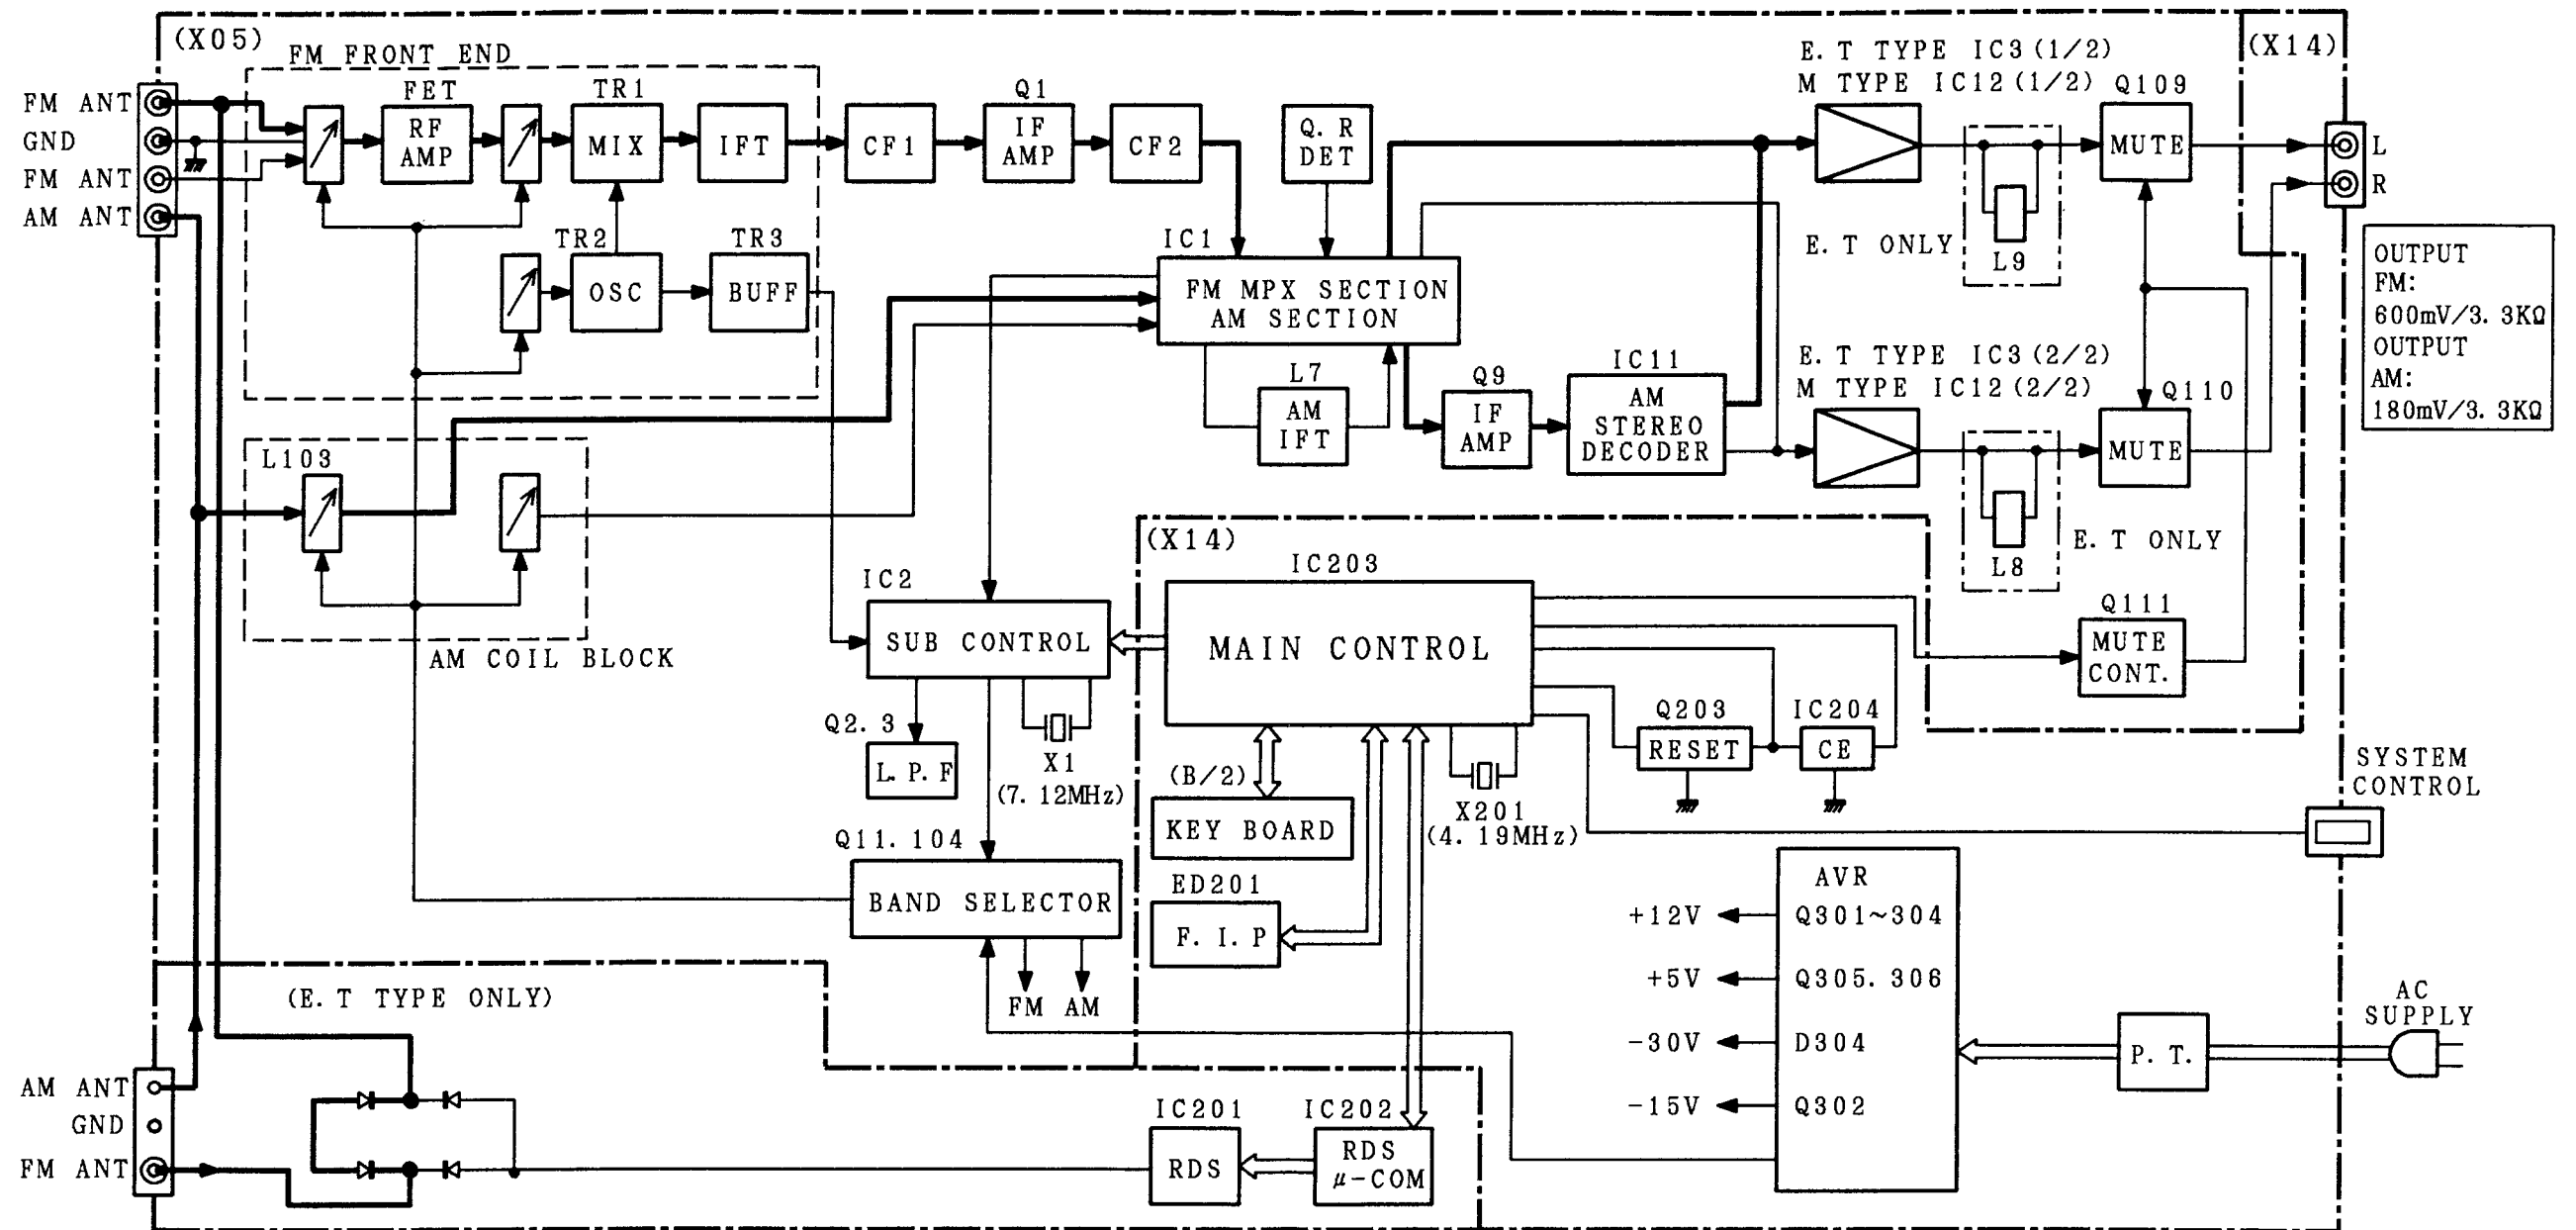 (X05)
FM FRONT END
FM ANT
GND
FM ANT
AM ANT
FET
RF
AMP
TR1
MIX
IFT
CF1
Q1
IF
AMP
CF2
Q. R
DET
E. T TYPE IC3(1/2)
M TYPE IC12(1/2)
Q109
MUTE
(X14)
L
R
TR2
OSC
TR3
BUFF
IC1
FM MPX SECTION
AM SECTION
E. T ONLY
L9
OUTPUT
FM:
600mV/3. 3KΩ
OUTPUT
AM:
180mV/3. 3KΩ
L7
AM
IFT
Q9
IF
AMP
IC11
AM
STEREO
DECODER
E. T TYPE IC3(2/2)
M TYPE IC12(2/2)
Q110
MUTE
L103
AM COIL BLOCK
E. T ONLY
L8
(X14)
IC2
SUB CONTROL
IC203
MAIN CONTROL
Q111
MUTE
CONT.
Q2. 3
L. P. F
X1
(7. 12MHz)
(B/2)
KEY BOARD
X201
(4. 19MHz)
Q203
RESET
IC204
CE
SYSTEM
CONTROL
Q11. 104
BAND SELECTOR
FM AM
ED201
F. I. P
AVR
+12V Q301~304
+5V Q305. 306
-30V D304
-15V Q302
P. T.
AC
SUPPLY
(E. T TYPE ONLY)
AM ANT
GND
FM ANT
IC201
RDS
IC202
RDS
μ-COM